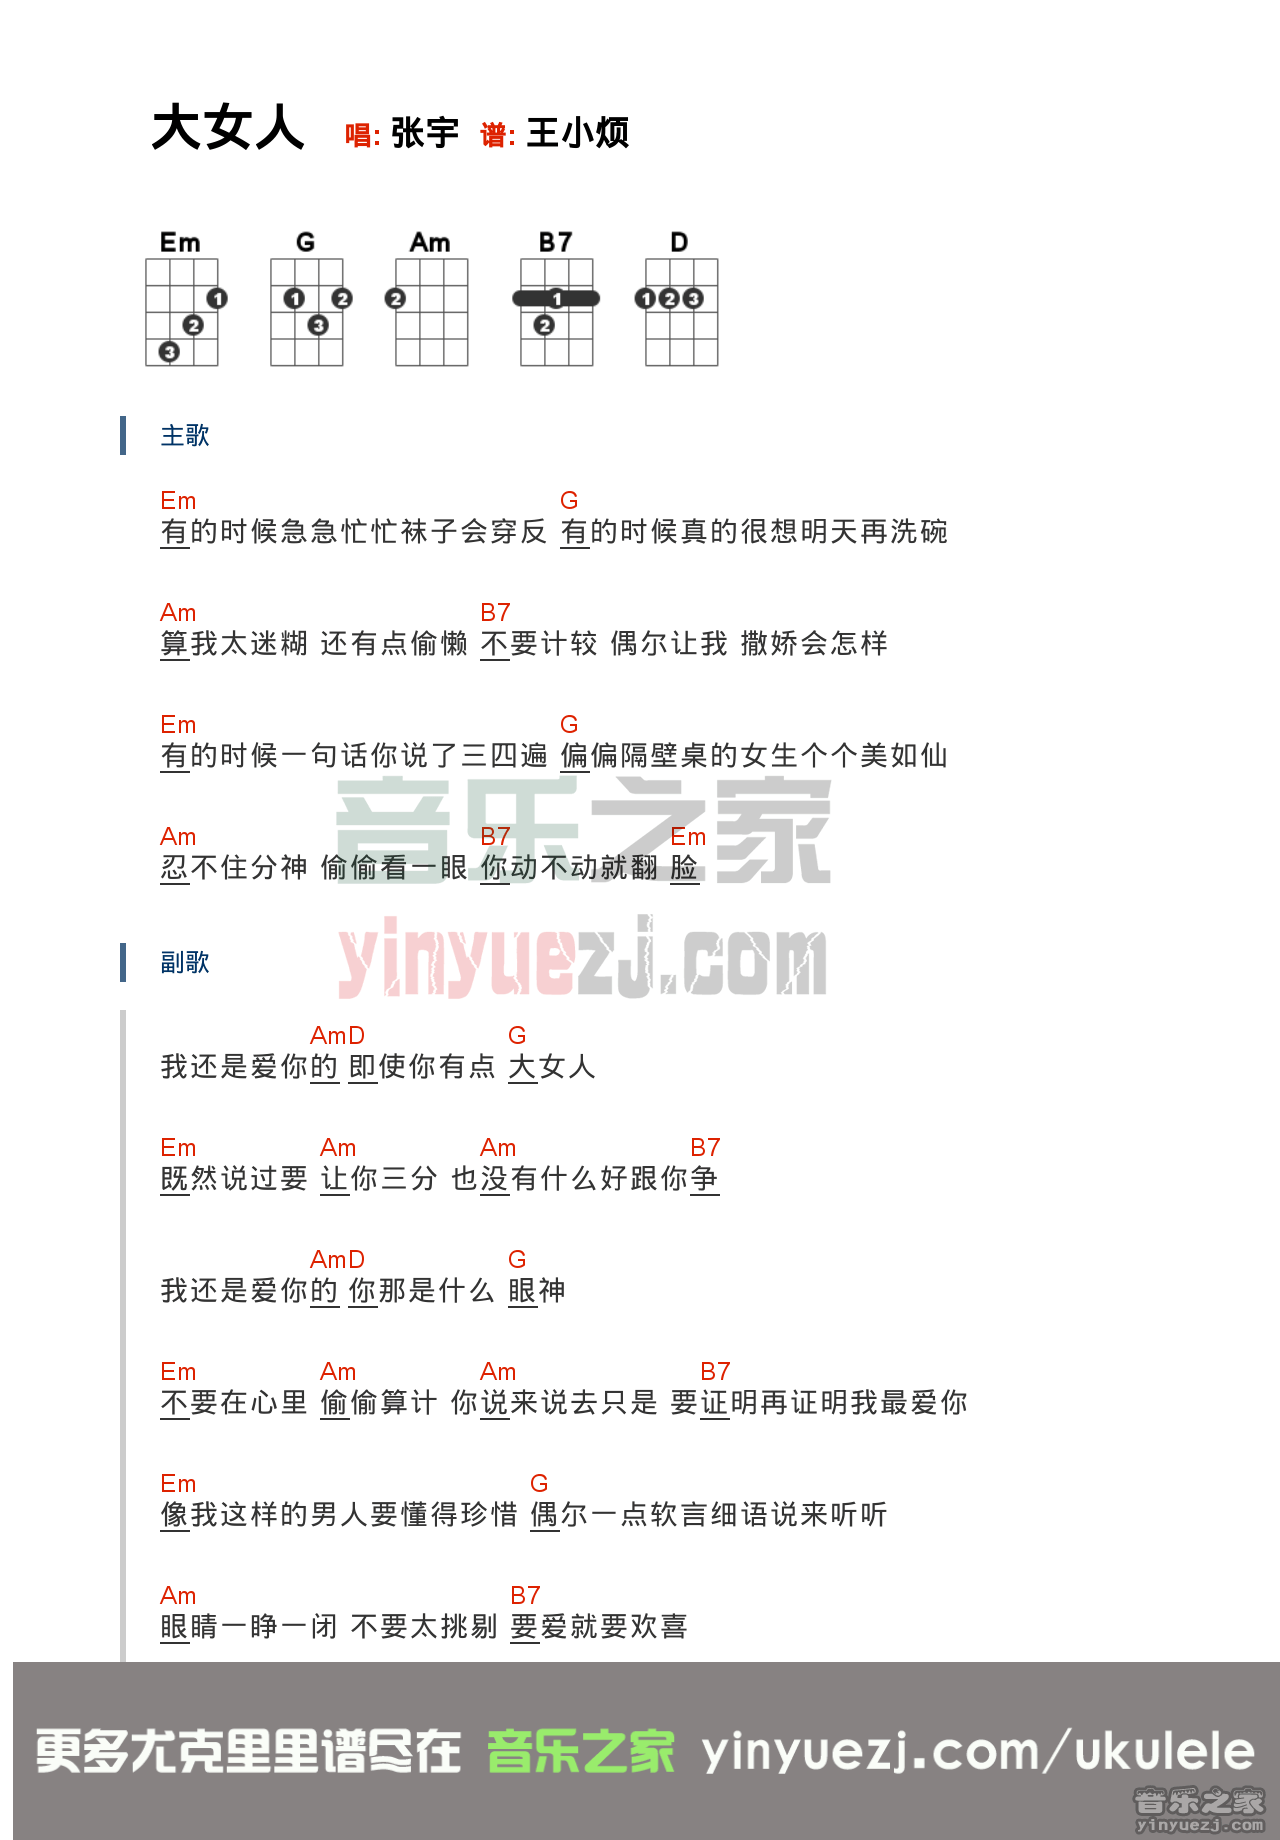 大女人 唱: 张宇 谱: 王小烦
Em G Am B7 D
1 2 3 1 2 3 2 1 2 1 2 3
主歌
Em G
有的时候急急忙忙袜子会穿反 有的时候真的很想明天再洗碗
Am B7
算我太迷糊 还有点偷懒 不要计较 偶尔让我 撒娇会怎样
Em G
有的时候一句话你说了三四遍 偏偏隔壁桌的女生个个美如仙
音乐之家
Am B7 Em
忍不住分神 偷偷看一眼 你动不动就翻 脸
yinyuezj.com
副歌
Am D G
我还是爱你的 即使你有点 大女人
Em Am Am B7
既然说过要 让你三分 也没有什么好跟你争
Am D G
我还是爱你的 你那是什么 眼神
Em Am Am B7
不要在心里 偷偷算计 你说来说去只是 要证明再证明我最爱你
Em G
像我这样的男人要懂得珍惜 偶尔一点软言细语说来听听
Am B7
眼睛一睁一闭 不要太挑剔 要爱就要欢喜
更多尤克里里谱尽在 音乐之家 yinyuezj.com/ukulele
音乐之家
yinyuezj.com